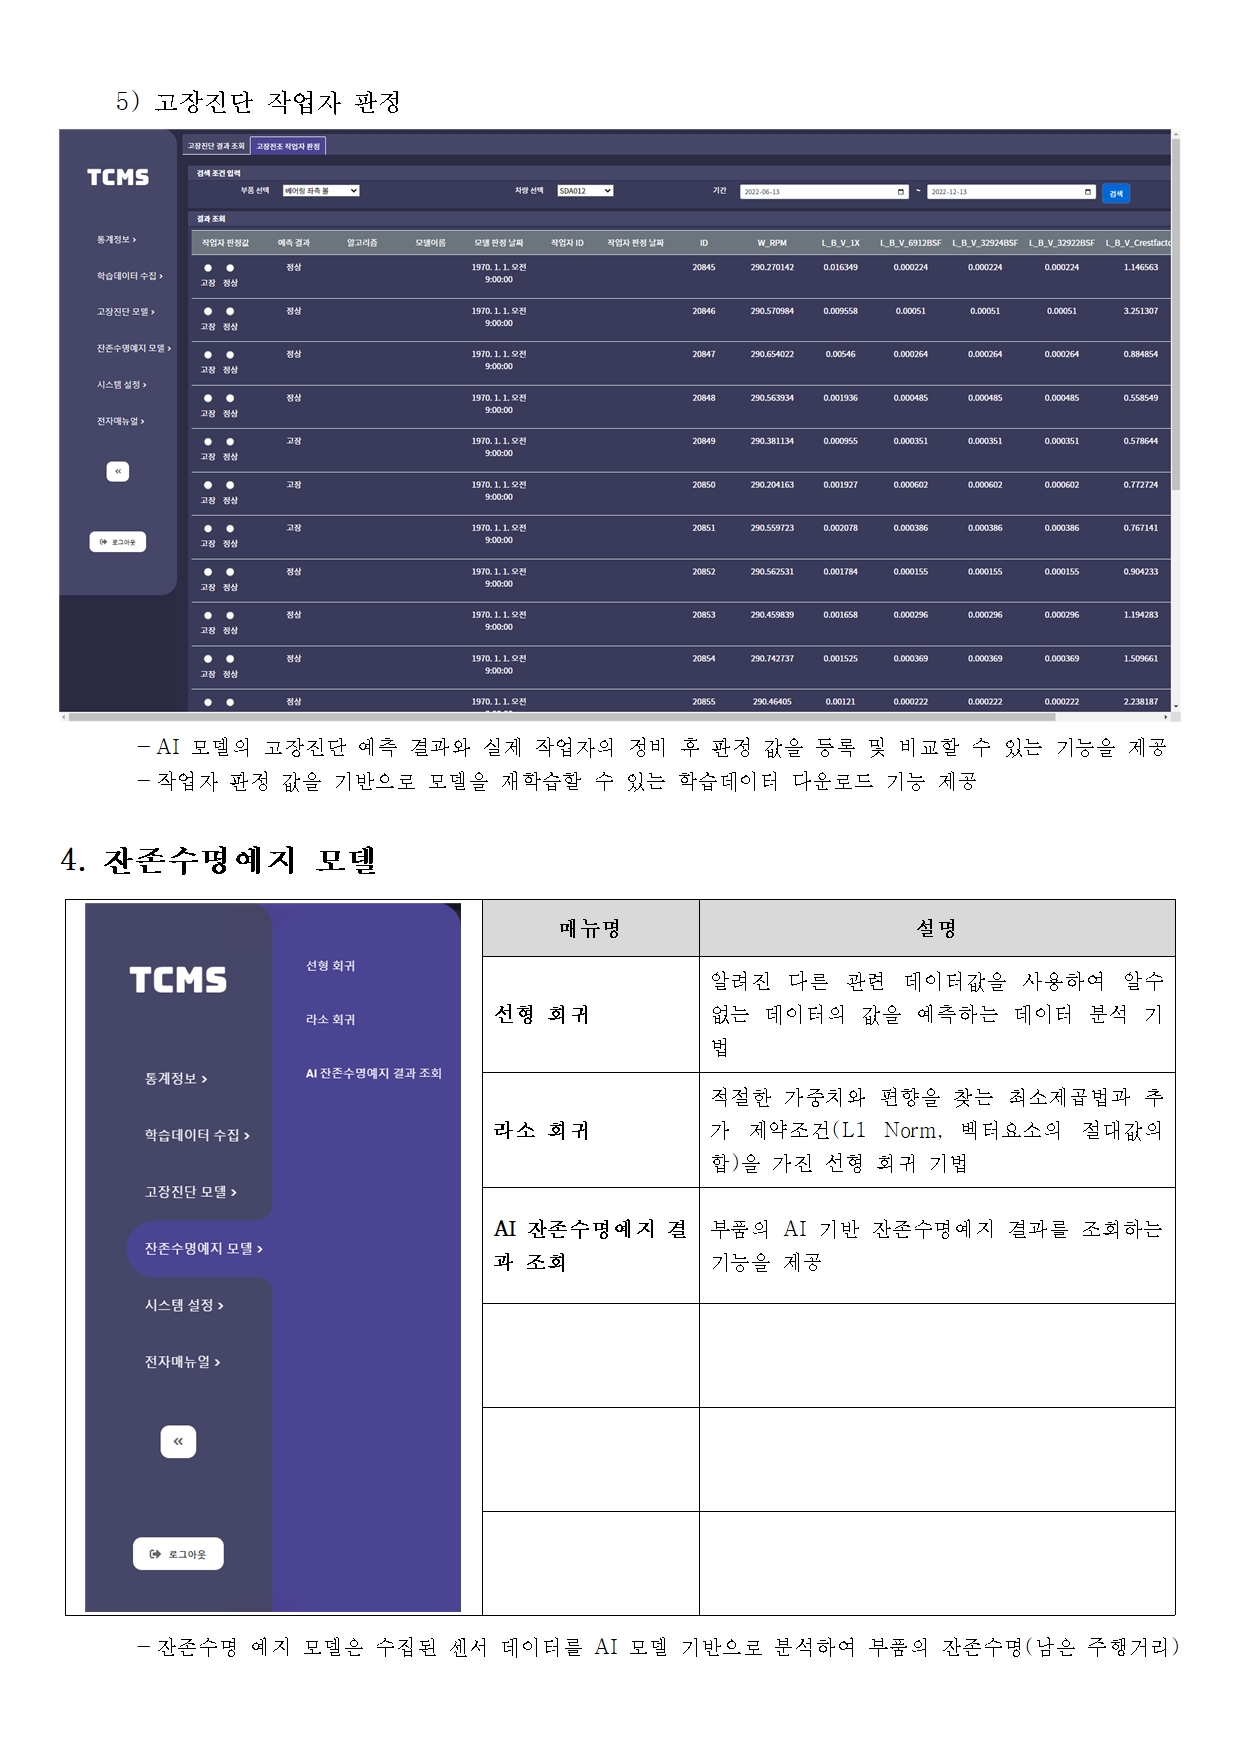 5) 고장진단 작업자 판정
고장진단 결과 조회 고장전조 작업자 판정
TCMS
검색 조건 입력
부품 선택 베어링 좌측 볼 차량 선택 SDA012 기간 2022-06-13 ~ 2022-12-13 검색
결과 조회
작업자 판정값 예측 결과 알고리즘 모델이름 모델 판정 날짜 작업자 ID 작업자 판정 날짜 ID W_RPM L_B_V_1X L_B_V_6912BSF L_B_V_32924BSF L_B_V_32922BSF L_B_V_Crestfacto
고장 정상 정상 1970. 1. 1. 오전 9:00:00 20845 290.270142 0.016349 0.000224 0.000224 0.000224 1.146563
고장 정상 정상 1970. 1. 1. 오전 9:00:00 20846 290.570984 0.009558 0.00051 0.00051 0.00051 3.251307
고장 정상 정상 1970. 1. 1. 오전 9:00:00 20847 290.654022 0.00546 0.000264 0.000264 0.000264 0.884854
고장 정상 정상 1970. 1. 1. 오전 9:00:00 20848 290.563934 0.001936 0.000485 0.000485 0.000485 0.558549
고장 정상 고장 1970. 1. 1. 오전 9:00:00 20849 290.381134 0.000955 0.000351 0.000351 0.000351 0.578644
고장 정상 고장 1970. 1. 1. 오전 9:00:00 20850 290.204163 0.001927 0.000602 0.000602 0.000602 0.772724
고장 정상 고장 1970. 1. 1. 오전 9:00:00 20851 290.559723 0.002078 0.000386 0.000386 0.000386 0.767141
고장 정상 정상 1970. 1. 1. 오전 9:00:00 20852 290.562531 0.001784 0.000155 0.000155 0.000155 0.904233
고장 정상 정상 1970. 1. 1. 오전 9:00:00 20853 290.459839 0.001658 0.000296 0.000296 0.000296 1.194283
고장 정상 정상 1970. 1. 1. 오전 9:00:00 20854 290.742737 0.001525 0.000369 0.000369 0.000369 1.509661
정상 1970. 1. 1. 오전 20855 290.46405 0.00121 0.000222 0.000222 0.000222 2.238187
통계정보 >
학습데이터 수집 >
고장진단 모델 >
잔존수명예지 모델 >
시스템 설정 >
전자매뉴얼 >
«
로그아웃
- AI 모델의 고장진단 예측 결과와 실제 작업자의 정비 후 판정 값을 등록 및 비교할 수 있는 기능을 제공
- 작업자 판정 값을 기반으로 모델을 재학습할 수 있는 학습데이터 다운로드 기능 제공
4. 잔존수명예지 모델
TCMS
통계정보 >
학습데이터 수집 >
고장진단 모델 >
잔존수명예지 모델 >
시스템 설정 >
전자매뉴얼 >
«
로그아웃
선형 회귀
라소 회귀
AI 잔존수명예지 결과 조회
매뉴명 설명
선형 회귀
알려진 다른 관련 데이터값을 사용하여 알수
없는 데이터의 값을 예측하는 데이터 분석 기
법
라소 회귀
적절한 가중치와 편향을 찾는 최소제곱법과 추
가 제약조건(L1 Norm, 벡터요소의 절대값의
합)을 가진 선형 회귀 기법
AI 잔존수명예지 결
과 조회
부품의 AI 기반 잔존수명예지 결과를 조회하는
기능을 제공
- 잔존수명 예지 모델은 수집된 센서 데이터를 AI 모델 기반으로 분석하여 부품의 잔존수명(남은 주행거리)